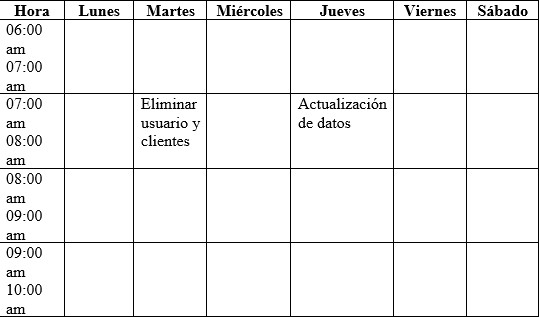 Hora Lunes Martes Miércoles Jueves Viernes Sábado
06:00
am
07:00
am
07:00 Eliminar Actualización
am usuario y de datos
08:00 clientes
am
08:00
am
09:00
am
09:00
am
10:00
am